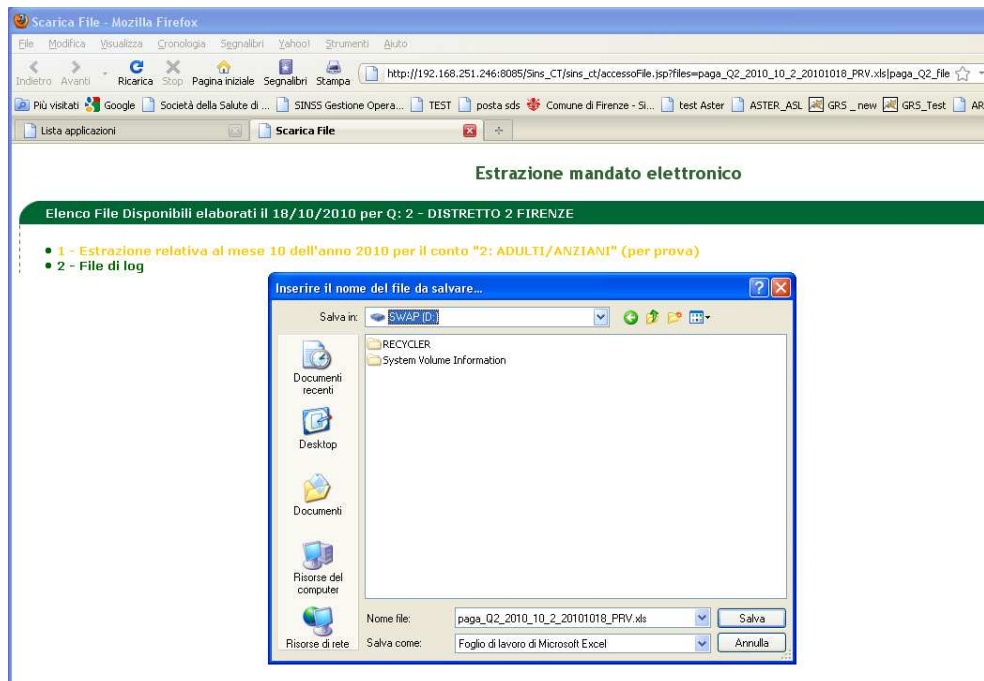 Scarica File - Mozilla Firefox
File Modifica Visualizza Cronologia Segnalibri Yahoo! Strumenti Aiuto
Indietro Avanti Ricarica Stop Pagina iniziale Segnalibri Stampa http://192.168.251.246:8085/Sins_CT/sins_ct/accessoFile.jsp?files=paga_Q2_2010_10_2_20101018_PRV.xls|paga_Q2_file
Più visitati Google Società della Salute di ... SINSS Gestione Opera... TEST posta sds Comune di Firenze - Si... test Aster ASTER_ASL GRS _ new GRS_Test AR
Lista applicazioni Scarica File
Estrazione mandato elettronico
Elenco File Disponibili elaborati il 18/10/2010 per Q: 2 - DISTRETTO 2 FIRENZE
1 - Estrazione relativa al mese 10 dell'anno 2010 per il conto "2: ADULTI/ANZIANI" (per prova)
2 - File di log
Inserire il nome del file da salvare...
Salva in: SWAP (D:)
RECYCLER
System Volume Information
Documenti recenti
Desktop
Documenti
Risorse del computer
Risorse di rete
Nome file: paga_Q2_2010_10_2_20101018_PRV.xls Salva
Salva come: Foglio di lavoro di Microsoft Excel Annulla